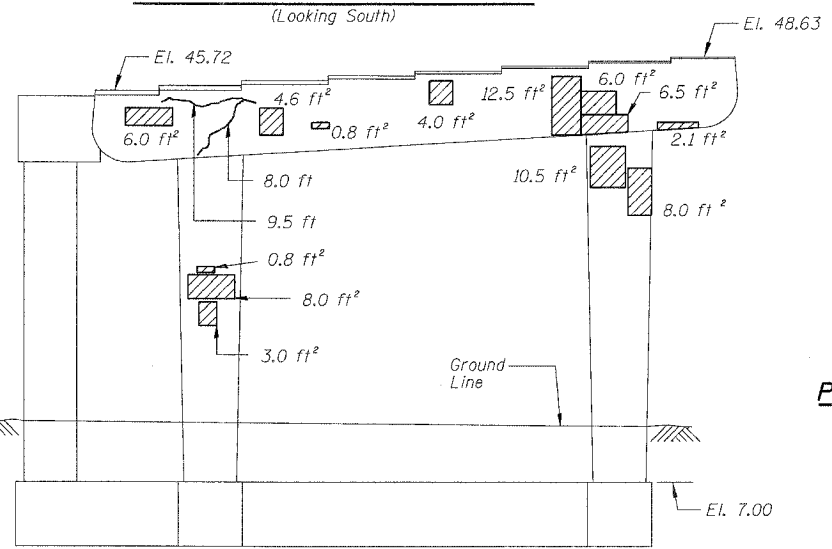 (Looking South)
El. 48.63
El. 45.72
4.6 ft²
12.5 ft²
6.0 ft²
6.5 ft²
6.0 ft²
0.8 ft²
4.0 ft²
2.1 ft²
8.0 ft
10.5 ft²
8.0 ft²
9.5 ft
0.8 ft²
8.0 ft²
3.0 ft²
Ground
Line
P
El. 7.00